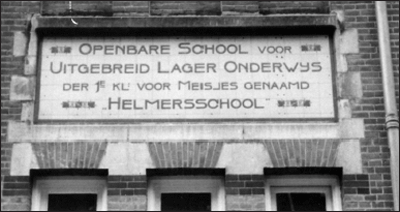 OPENBARE SCHOOL VOOR
UITGEBREID LAGER ONDERWYS
DER 1E KL. VOOR MEISJES GENAAMD
„HELMERSSCHOOL"